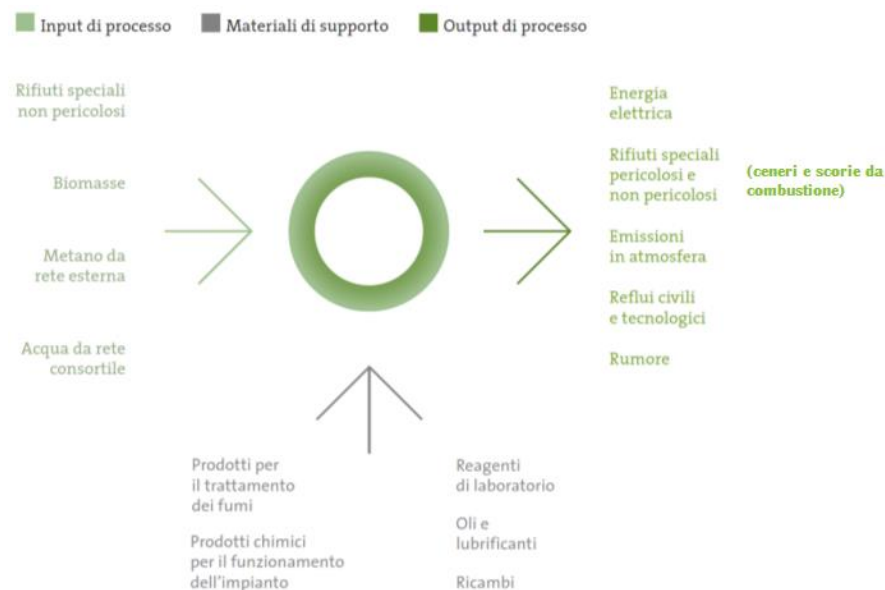 Input di processo
Materiali di supporto
Output di processo
Rifiuti speciali
non pericolosi
Biomasse
Metano da
rete esterna
Acqua da rete
consortile
Energia
elettrica
Rifiuti speciali
pericolosi e
non pericolosi
(ceneri e scorie da
combustione)
Emissioni
in atmosfera
Reflui civili
e tecnologici
Rumore
Prodotti per
il trattamento
dei fumi
Prodotti chimici
per il funzionamento
dell'impianto
Reagenti
di laboratorio
Oli e
lubrificanti
Ricambi